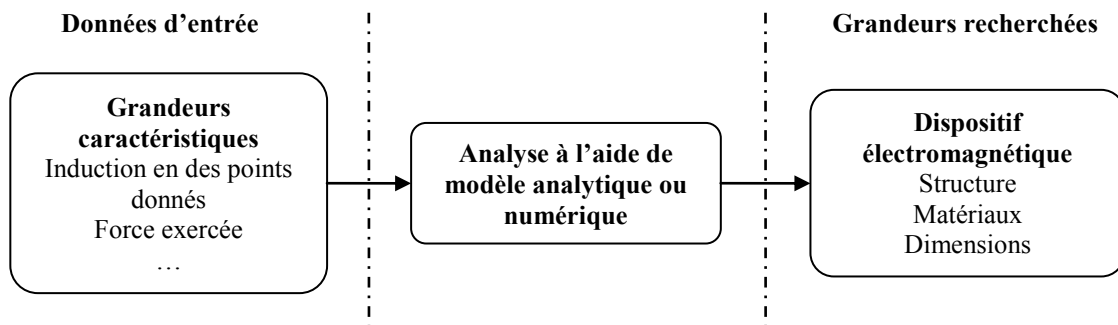 Données d'entrée
Grandeurs recherchées
Grandeurs
caractéristiques
Induction en des points
donnés
Force exercée
…
Analyse à l'aide de
modèle analytique ou
numérique
Dispositif
électromagnétique
Structure
Matériaux
Dimensions